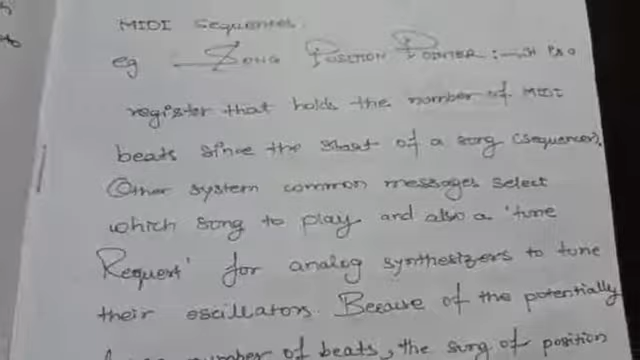 MIDI Sequences.
eg SONG POSITION POINTER :— It is a
register that holds the number of MIDI
beats since the start of a song (sequencer).
Other system common messages select
which song to play and also a 'tune
Request' for analog synthesizers to tune
their oscillators. Because of the potentially
number of beats, the song of position